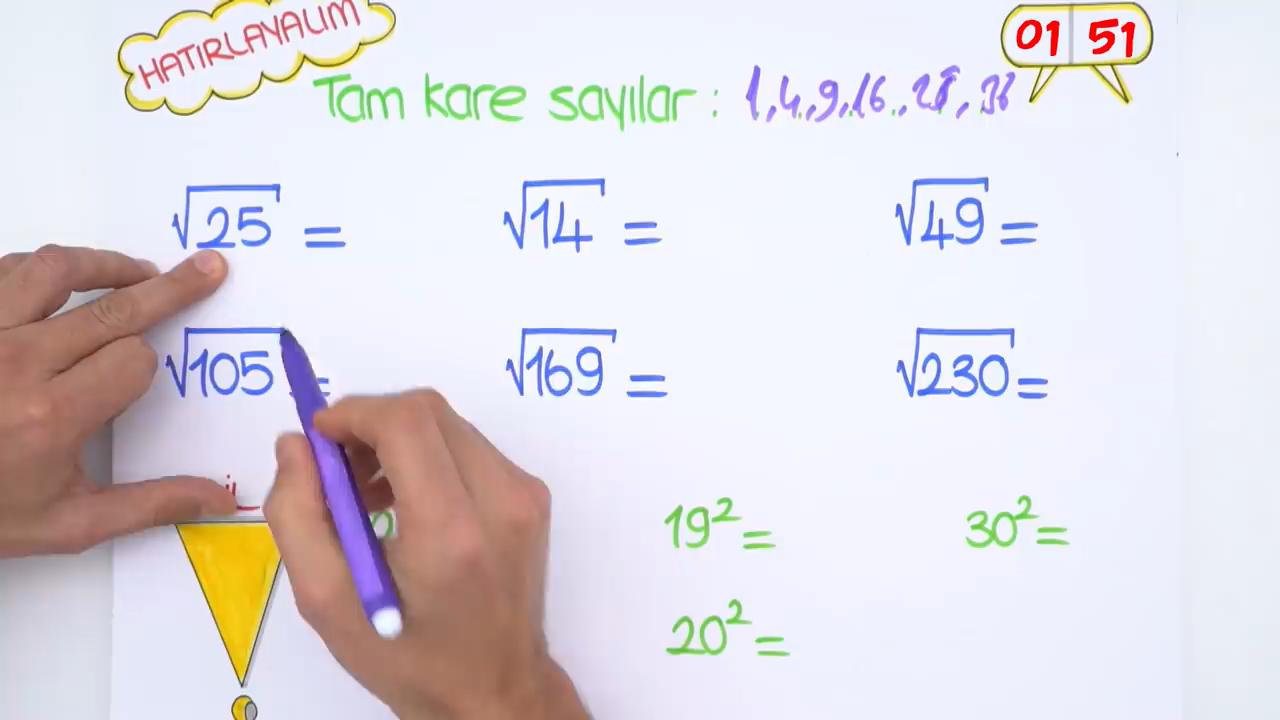 HATIRLAYALIM
01 51
Tam kare sayılar : 1,4,9,16,25,36
√25 = √14 = √49 =
√105 = √169 = √230 =
19² = 30² =
20² =